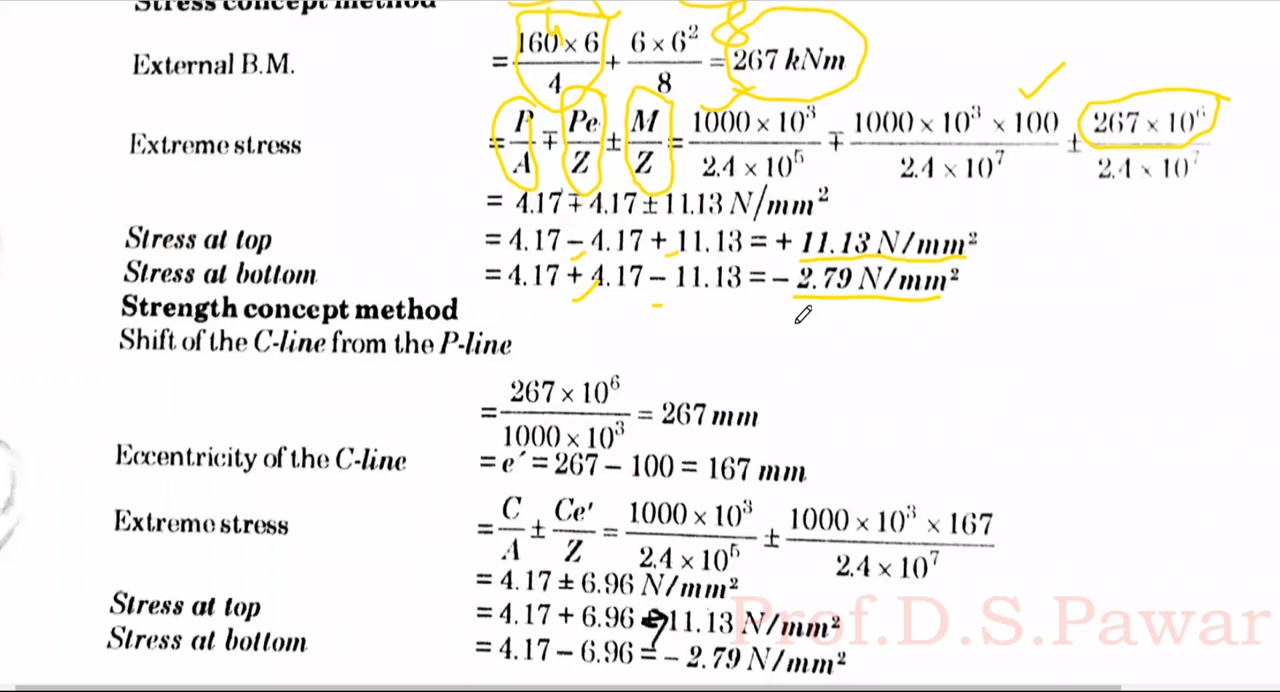 Stress concept method
External B.M. = 160 × 6 / 4 + 6 × 6² / 8 = 267 kNm
Extreme stress = P / A ∓ Pe / Z ± M / Z = 1000 × 10³ / 2.4 × 10⁵ ∓ 1000 × 10³ × 100 / 2.4 × 10⁷ ± 267 × 10⁶ / 2.4 × 10⁷
= 4.17 ∓ 4.17 ± 11.13 N/mm²
Stress at top = 4.17 – 4.17 + 11.13 = + 11.13 N/mm²
Stress at bottom = 4.17 + 4.17 – 11.13 = – 2.79 N/mm²
Strength concept method
Shift of the C-line from the P-line
= 267 × 10⁶ / 1000 × 10³ = 267 mm
Eccentricity of the C-line = e′ = 267 – 100 = 167 mm
Extreme stress = C / A ± Ce′ / Z = 1000 × 10³ / 2.4 × 10⁵ ± 1000 × 10³ × 167 / 2.4 × 10⁷
= 4.17 ± 6.96 N/mm²
Stress at top = 4.17 + 6.96 = 11.13 N/mm²
Stress at bottom = 4.17 – 6.96 = – 2.79 N/mm²
Prof.D.S.Pawar